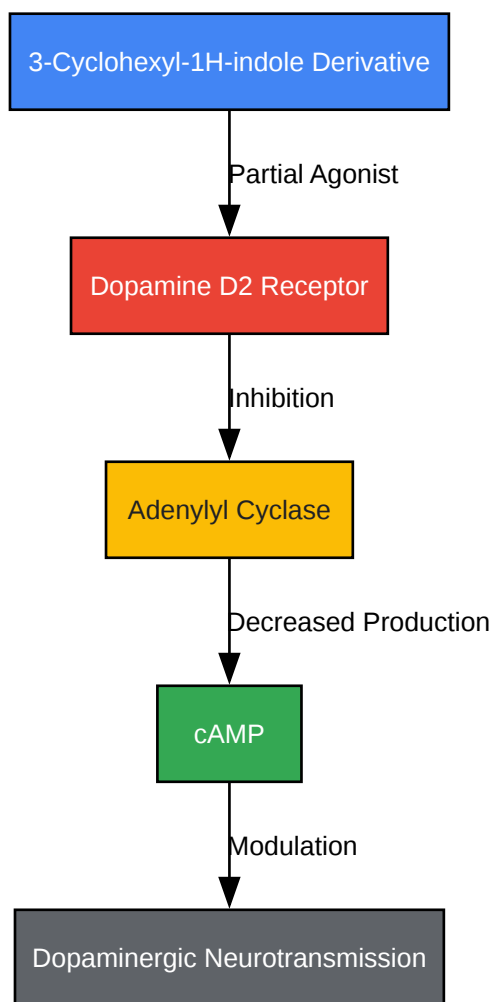 3-Cyclohexyl-1H-indole Derivative
Partial Agonist
Dopamine D2 Receptor
Inhibition
Adenylyl Cyclase
Decreased Production
cAMP
Modulation
Dopaminergic Neurotransmission